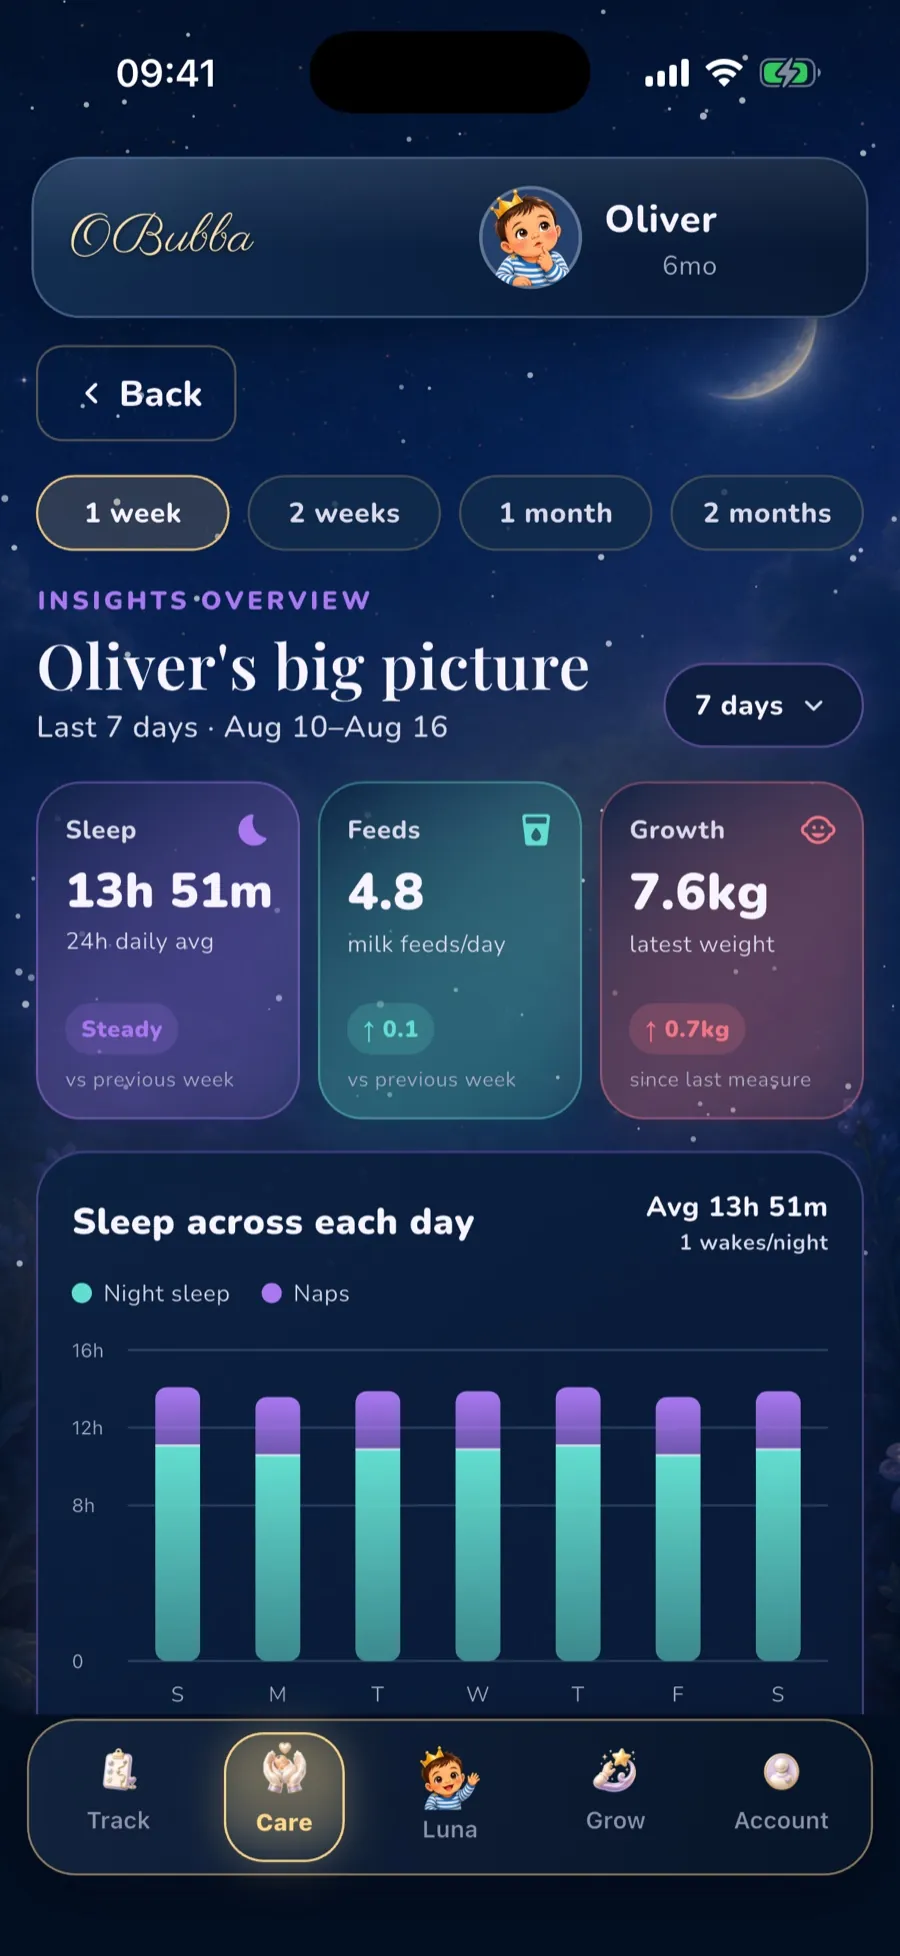 09:41
OBubba
Oliver
6mo
Back
1 week
2 weeks
1 month
2 months
INSIGHTS OVERVIEW
Oliver's big picture
Last 7 days · Aug 10–Aug 16
7 days
Sleep
13h 51m
24h daily avg
Steady
vs previous week
Feeds
4.8
milk feeds/day
↑ 0.1
vs previous week
Growth
7.6kg
latest weight
↑ 0.7kg
since last measure
Sleep across each day
Avg 13h 51m
1 wakes/night
Night sleep
Naps
16h
12h
8h
0
S M T W T F S
Track
Care
Luna
Grow
Account